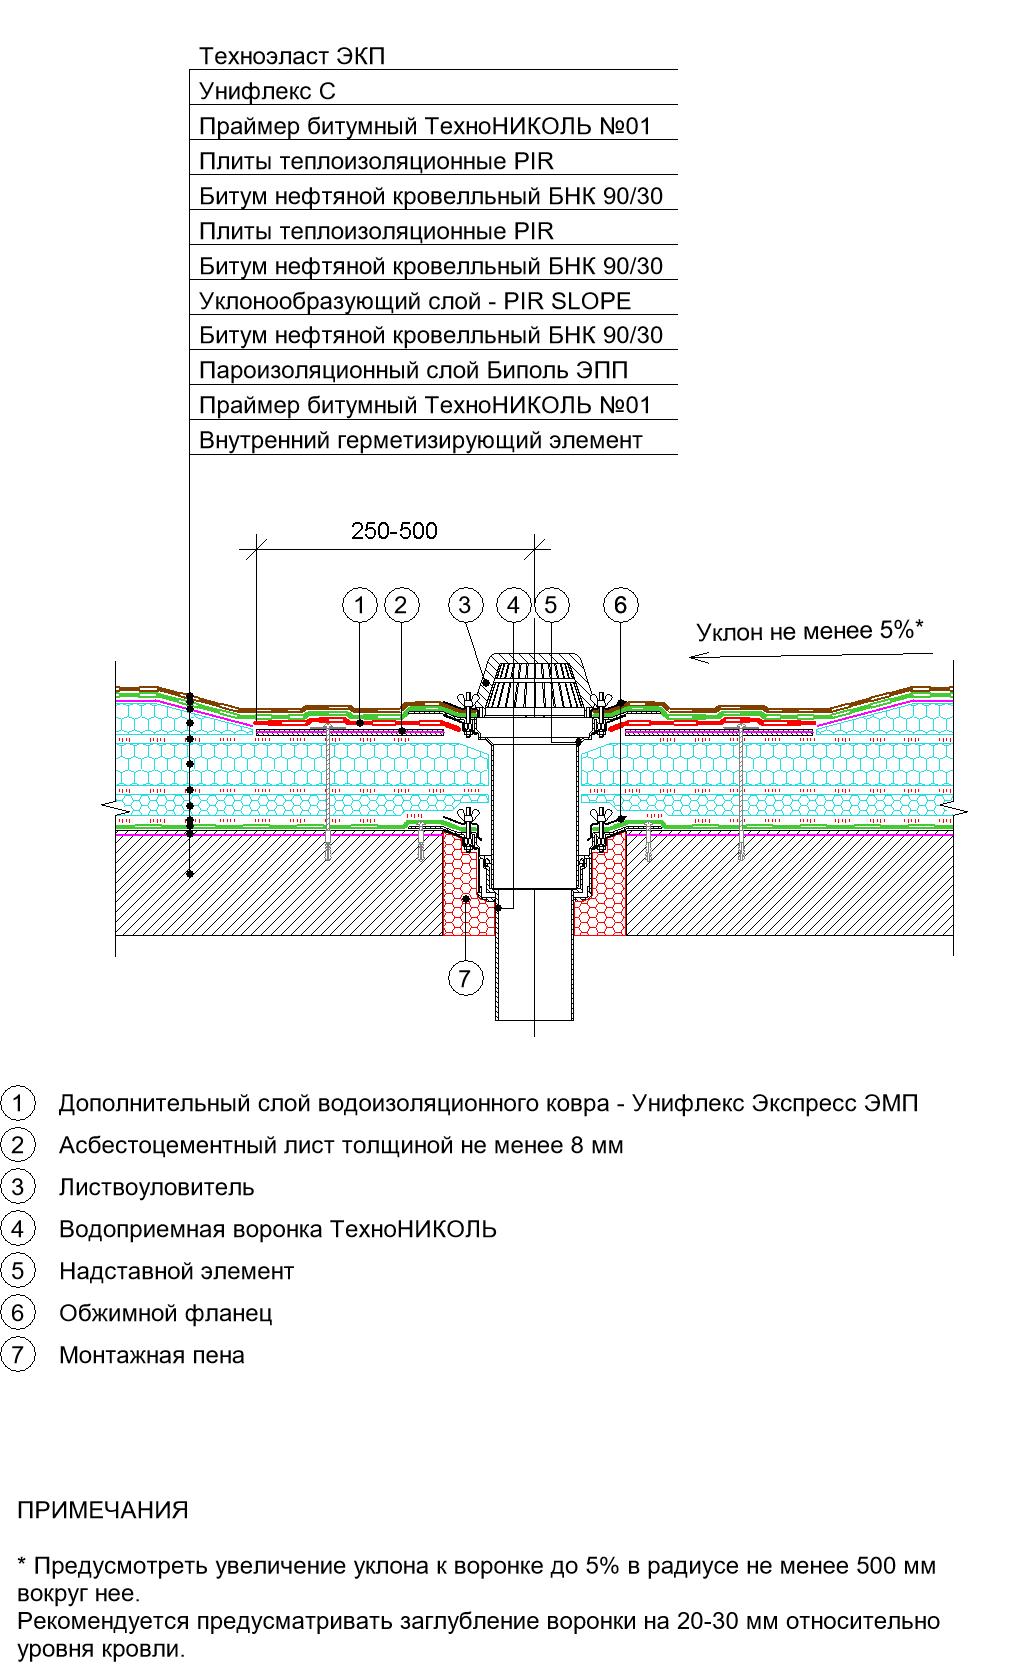 Техноэласт ЭКП
Унифлекс С
Праймер битумный ТехноНИКОЛЬ №01
Плиты теплоизоляционные PIR
Битум нефтяной кровелльный БНК 90/30
Плиты теплоизоляционные PIR
Битум нефтяной кровелльный БНК 90/30
Уклонообразующий слой - PIR SLOPE
Битум нефтяной кровелльный БНК 90/30
Пароизоляционный слой Биполь ЭПП
Праймер битумный ТехноНИКОЛЬ №01
Внутренний герметизирующий элемент
250-500
1 2 3 4 5 6
Уклон не менее 5%*
7
1 Дополнительный слой водоизоляционного ковра - Унифлекс Экспресс ЭМП
2 Асбестоцементный лист толщиной не менее 8 мм
3 Листвоуловитель
4 Водоприемная воронка ТехноНИКОЛЬ
5 Надставной элемент
6 Обжимной фланец
7 Монтажная пена
ПРИМЕЧАНИЯ
* Предусмотреть увеличение уклона к воронке до 5% в радиусе не менее 500 мм
вокруг нее.
Рекомендуется предусматривать заглубление воронки на 20-30 мм относительно
уровня кровли.